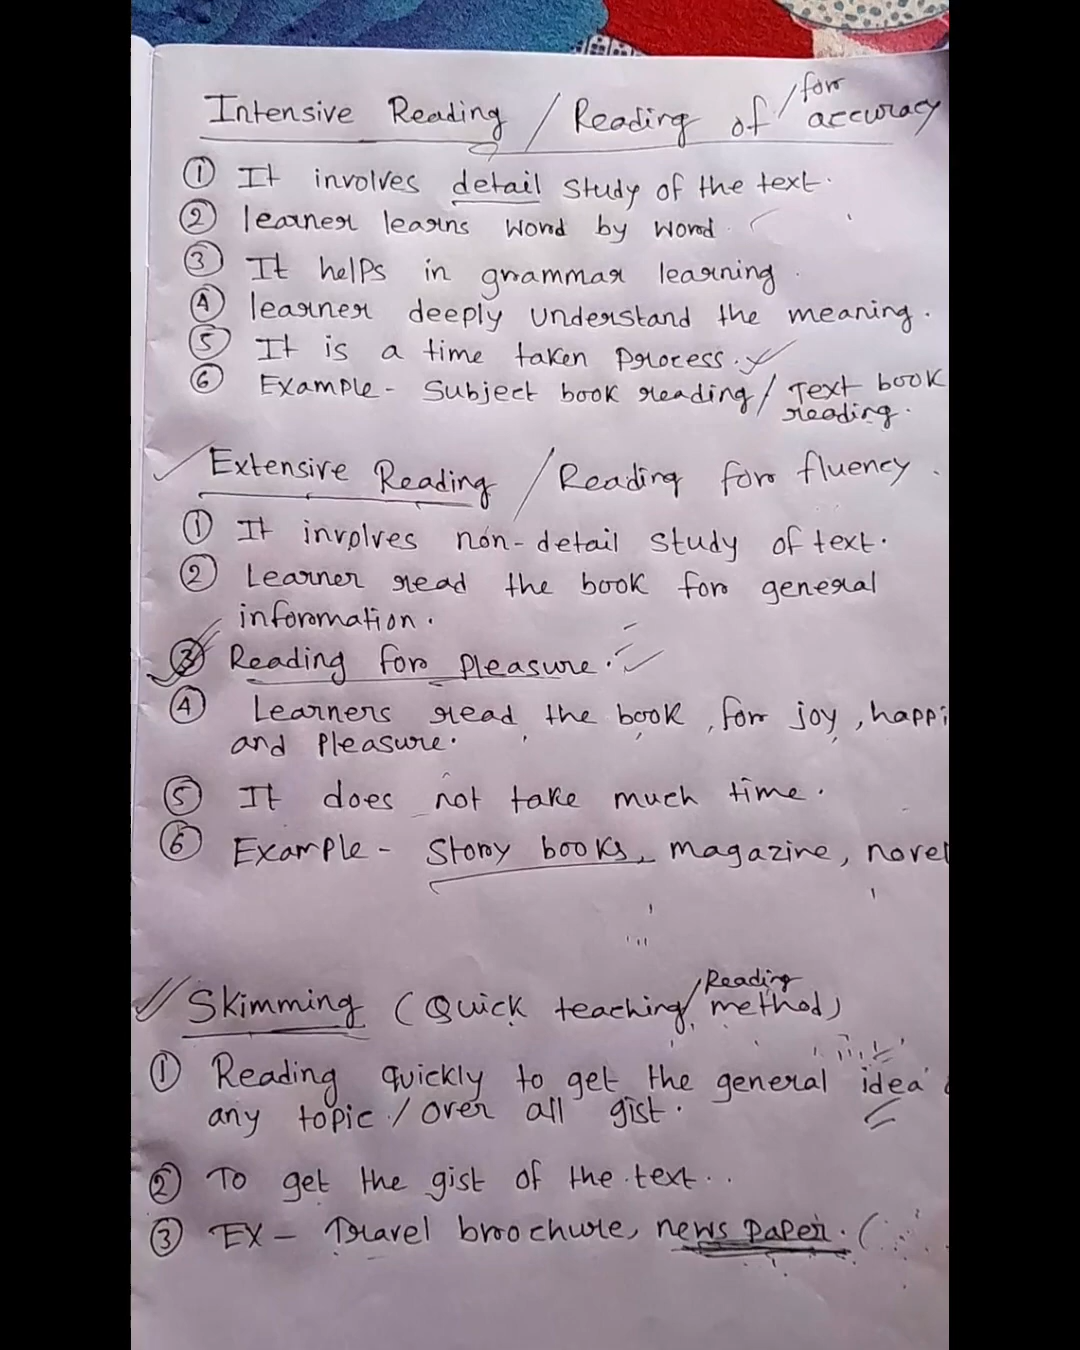 Intensive Reading / Reading of / for accuracy
① It involves detail study of the text.
② learner learns word by word.
③ It helps in grammar learning.
④ learner deeply understand the meaning.
⑤ It is a time taken process.
⑥ Example - Subject book reading / Text book
reading.
Extensive Reading / Reading for fluency.
① It involves non-detail study of text.
② Learner read the book for general
information.
③ Reading for pleasure.
④ Learners read the book, for joy, happi
and pleasure.
⑤ It does not take much time.
⑥ Example - Story books, magazine, novel
Skimming (Quick teaching / Reading method)
① Reading quickly to get the general idea
any topic / over all gist.
② To get the gist of the text..
③ EX - Travel broochure, news paper. (